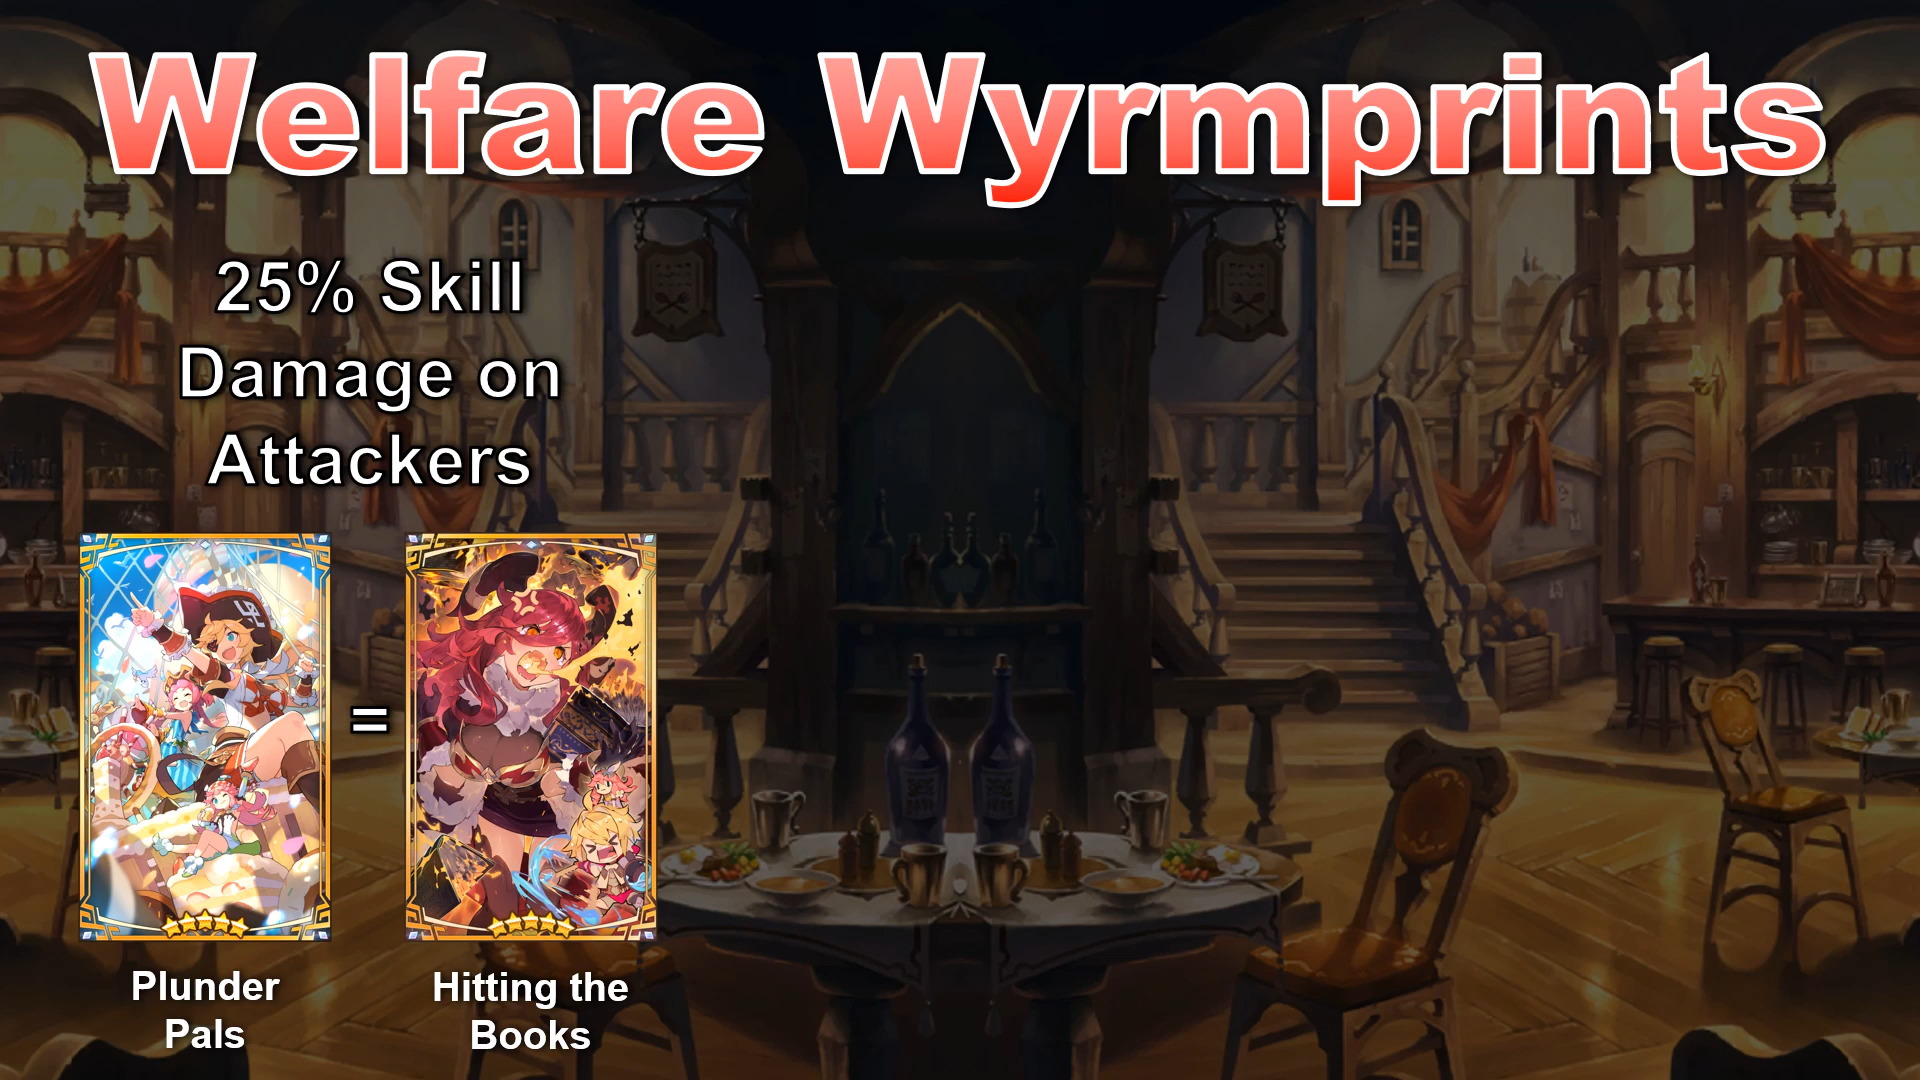 Welfare Wyrmprints
25% Skill
Damage on
Attackers
=
Plunder
Pals
Hitting the
Books